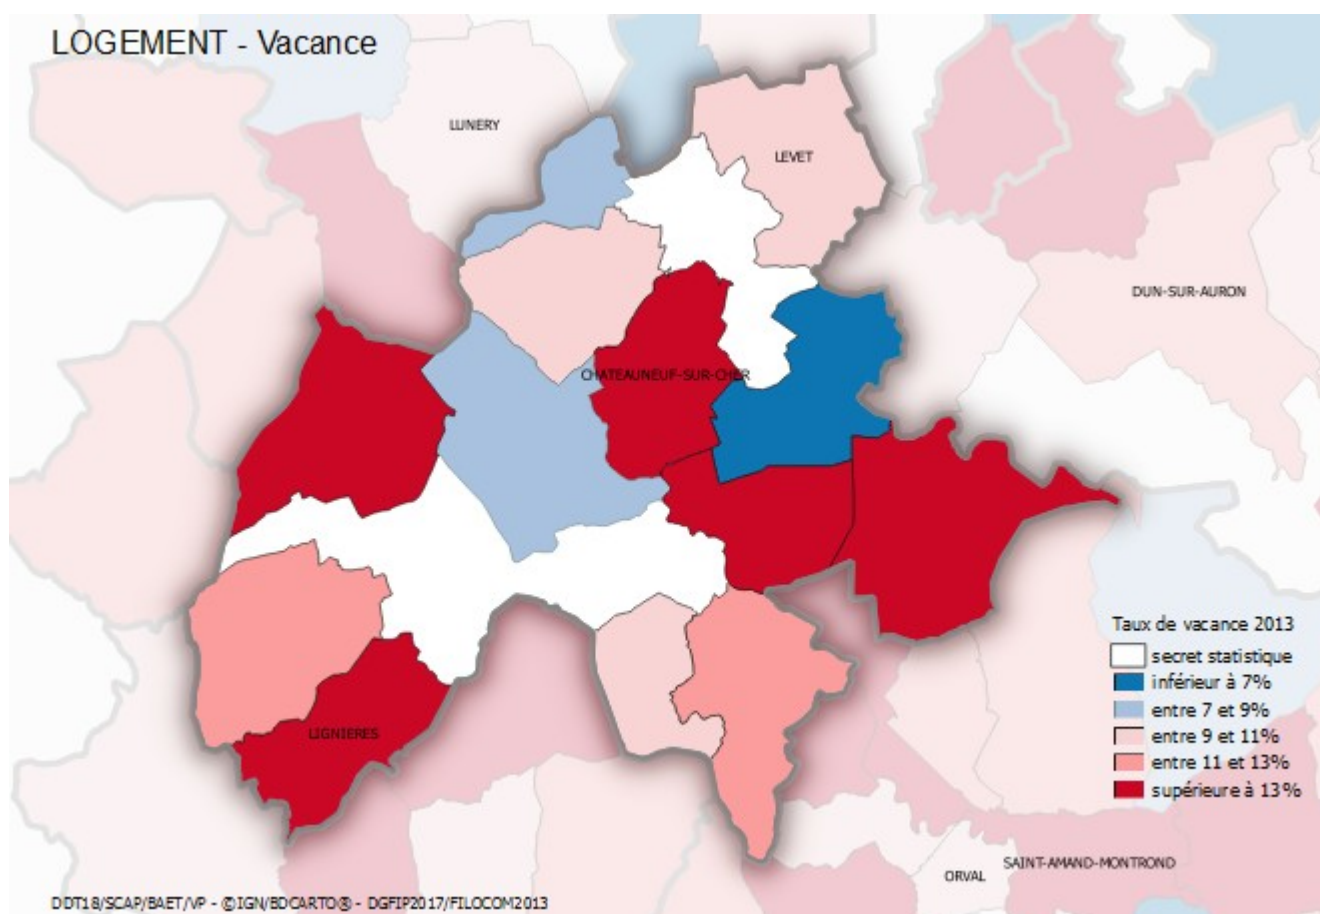 LOGEMENT - Vacance
LUNERY
LEVET
DUN-SUR-AURON
CHATEAUNEUF-SUR-CHER
LIGNIERES
Taux de vacance 2013
secret statistique
inférieur à 7%
entre 7 et 9%
entre 9 et 11%
entre 11 et 13%
supérieure à 13%
SAINT-AMAND-MONTROND
ORVAL
DDT18/SCAP/BAET/VP - ©IGN/BDCARTO® - DGFIP2017/FILOCOM2013